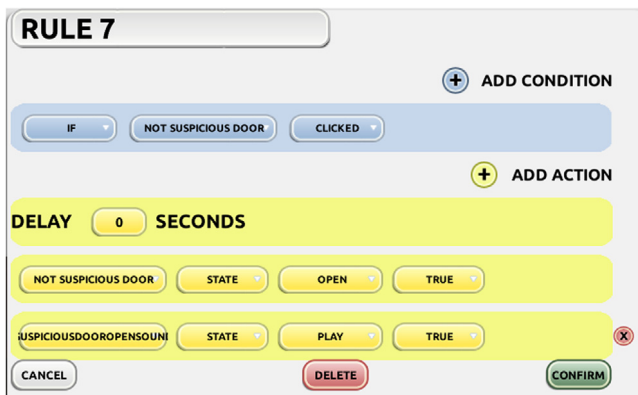 RULE 7
+ ADD CONDITION
IF NOT SUSPICIOUS DOOR CLICKED
+ ADD ACTION
DELAY 0 SECONDS
NOT SUSPICIOUS DOOR STATE OPEN TRUE
USPICIOUSDOOROPENSOUN STATE PLAY TRUE X
CANCEL DELETE CONFIRM